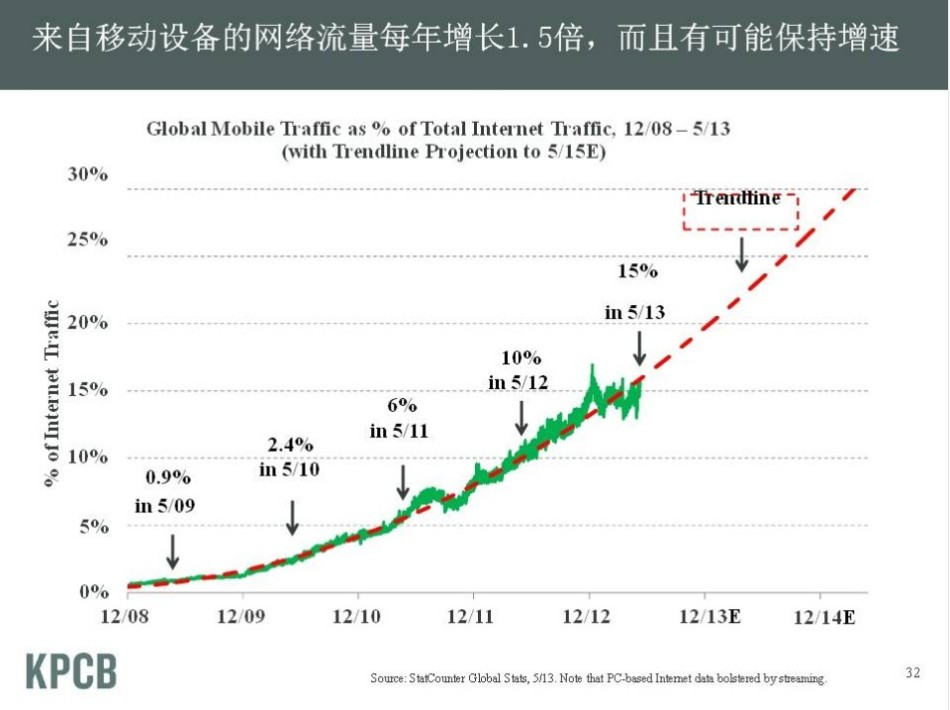 来自移动设备的网络流量每年增长1.5倍，而且有可能保持增速
Global Mobile Traffic as % of Total Internet Traffic, 12/08 – 5/13
(with Trendline Projection to 5/15E)
30%
25%
20%
15%
10%
5%
0%
% of Internet Traffic
Trendline
15%
in 5/13
10%
in 5/12
6%
in 5/11
2.4%
in 5/10
0.9%
in 5/09
12/08
12/09
12/10
12/11
12/12
12/13E
12/14E
KPCB
Source: StatCounter Global Stats, 5/13. Note that PC-based Internet data bolstered by streaming.
32